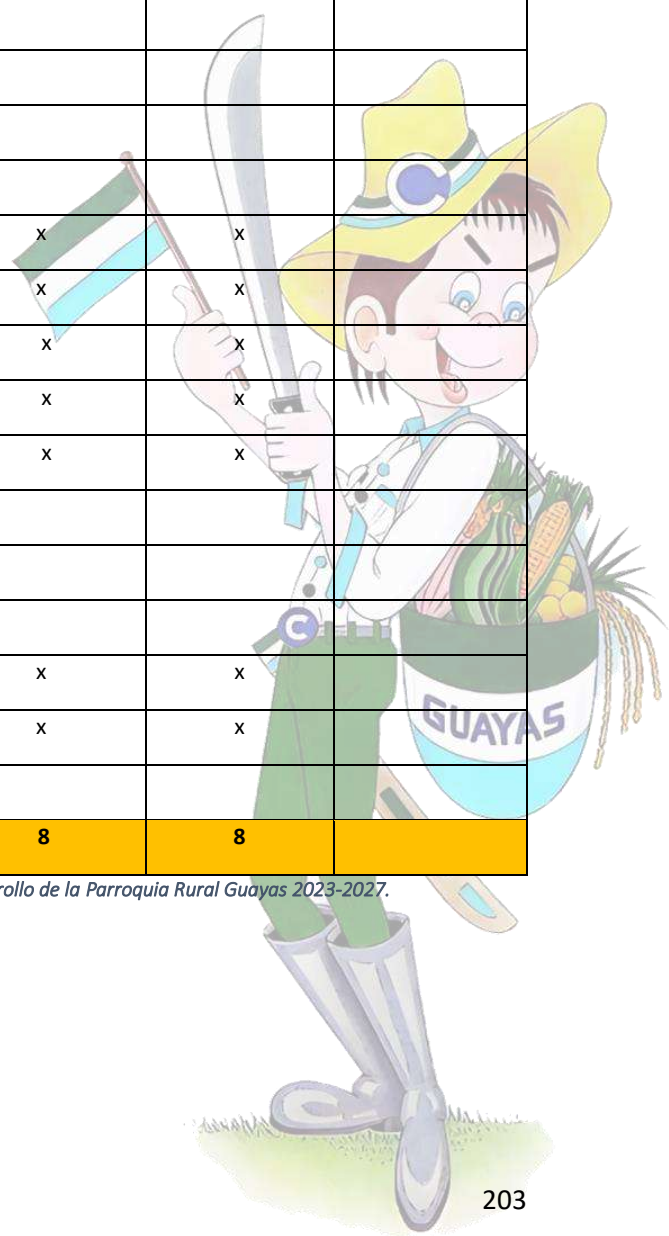 x x
x x
x x
x x
x x
C
GUAYAS
x x
x x
8 8
rollo de la Parroquia Rural Guayas 2023-2027.
203